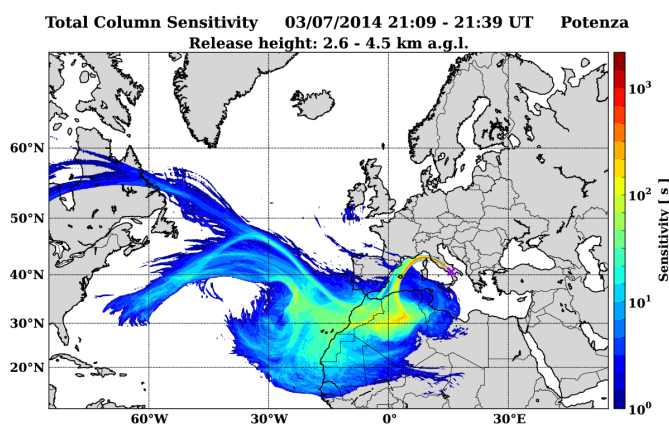 Total Column Sensitivity 03/07/2014 21:09 - 21:39 UT Potenza
Release height: 2.6 - 4.5 km a.g.l.
60°N
50°N
40°N
30°N
20°N
60°W
30°W
0°
30°E
10³
10²
10¹
10⁰
Sensitivity [ s]